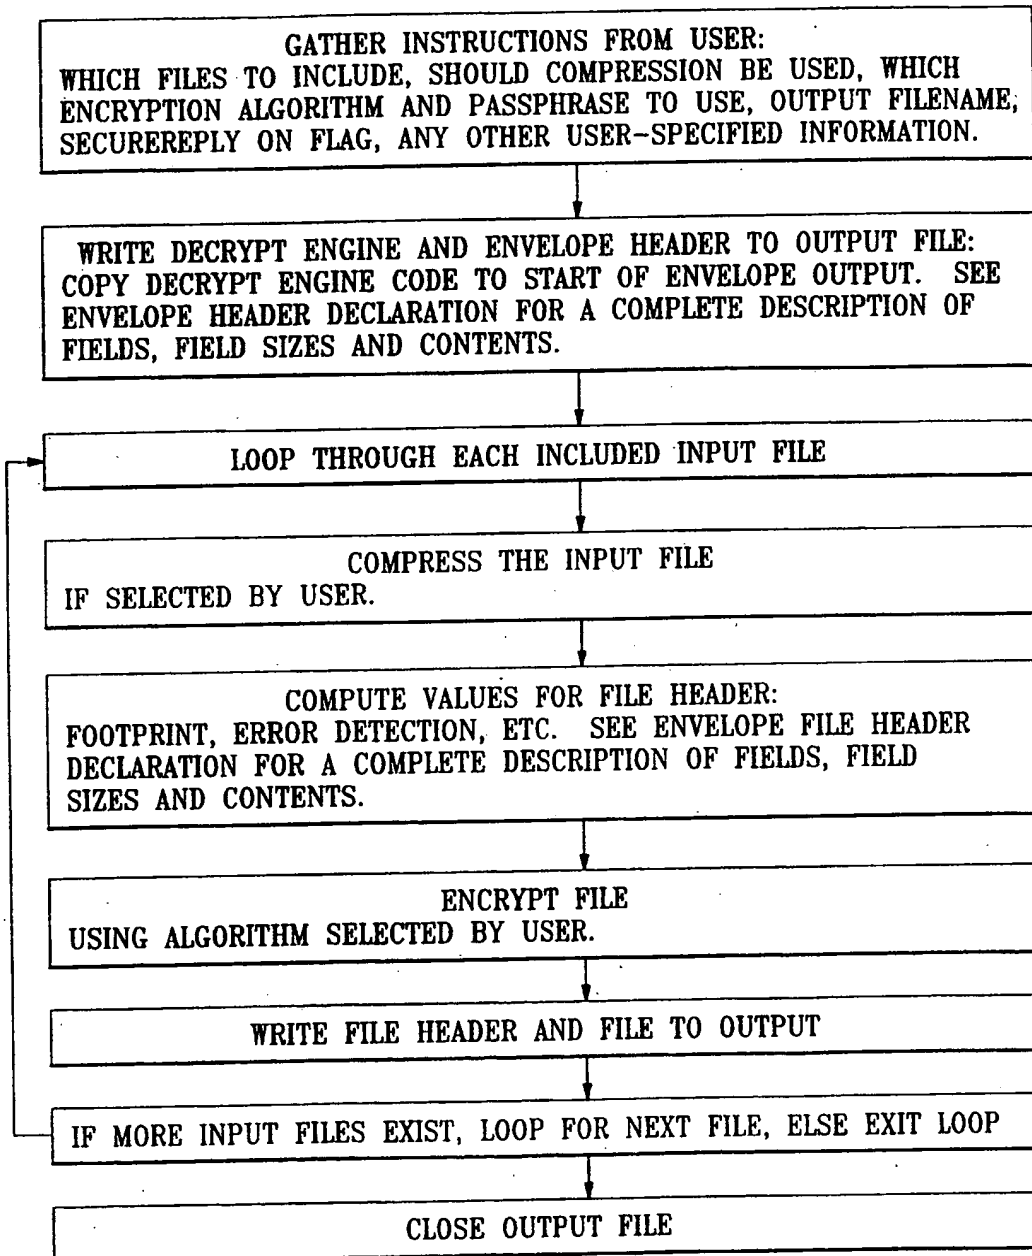 GATHER INSTRUCTIONS FROM USER:
WHICH FILES TO INCLUDE, SHOULD COMPRESSION BE USED, WHICH
ENCRYPTION ALGORITHM AND PASSPHRASE TO USE, OUTPUT FILENAME,
SECUREREPLY ON FLAG, ANY OTHER USER-SPECIFIED INFORMATION.
WRITE DECRYPT ENGINE AND ENVELOPE HEADER TO OUTPUT FILE:
COPY DECRYPT ENGINE CODE TO START OF ENVELOPE OUTPUT. SEE
ENVELOPE HEADER DECLARATION FOR A COMPLETE DESCRIPTION OF
FIELDS, FIELD SIZES AND CONTENTS.
LOOP THROUGH EACH INCLUDED INPUT FILE
COMPRESS THE INPUT FILE
IF SELECTED BY USER.
COMPUTE VALUES FOR FILE HEADER:
FOOTPRINT, ERROR DETECTION, ETC. SEE ENVELOPE FILE HEADER
DECLARATION FOR A COMPLETE DESCRIPTION OF FIELDS, FIELD
SIZES AND CONTENTS.
ENCRYPT FILE
USING ALGORITHM SELECTED BY USER.
WRITE FILE HEADER AND FILE TO OUTPUT
IF MORE INPUT FILES EXIST, LOOP FOR NEXT FILE, ELSE EXIT LOOP
CLOSE OUTPUT FILE